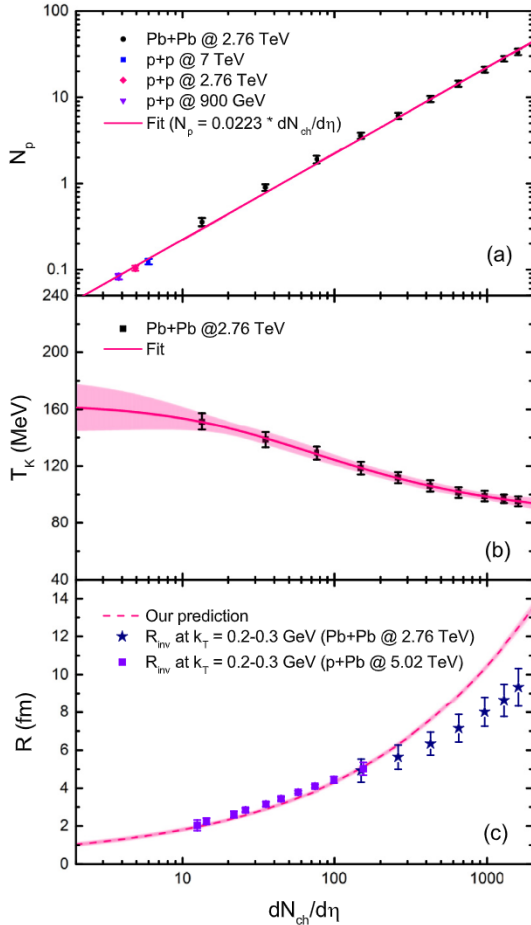 100
Pb+Pb @ 2.76 TeV
p+p @ 7 TeV
10
p+p @ 2.76 TeV
p+p @ 900 GeV
Fit (Nₚ = 0.0223 * dN_ch/dη)
Nₚ
1
0.1
(a)
240
Pb+Pb @2.76 TeV
200
Fit
160
T_K (MeV)
120
80
(b)
40
14
Our prediction
12
R_inv at k_T = 0.2-0.3 GeV (Pb+Pb @ 2.76 TeV)
R_inv at k_T = 0.2-0.3 GeV (p+Pb @ 5.02 TeV)
10
8
R (fm)
6
4
2
(c)
0
10 100 1000
dN_ch/dη